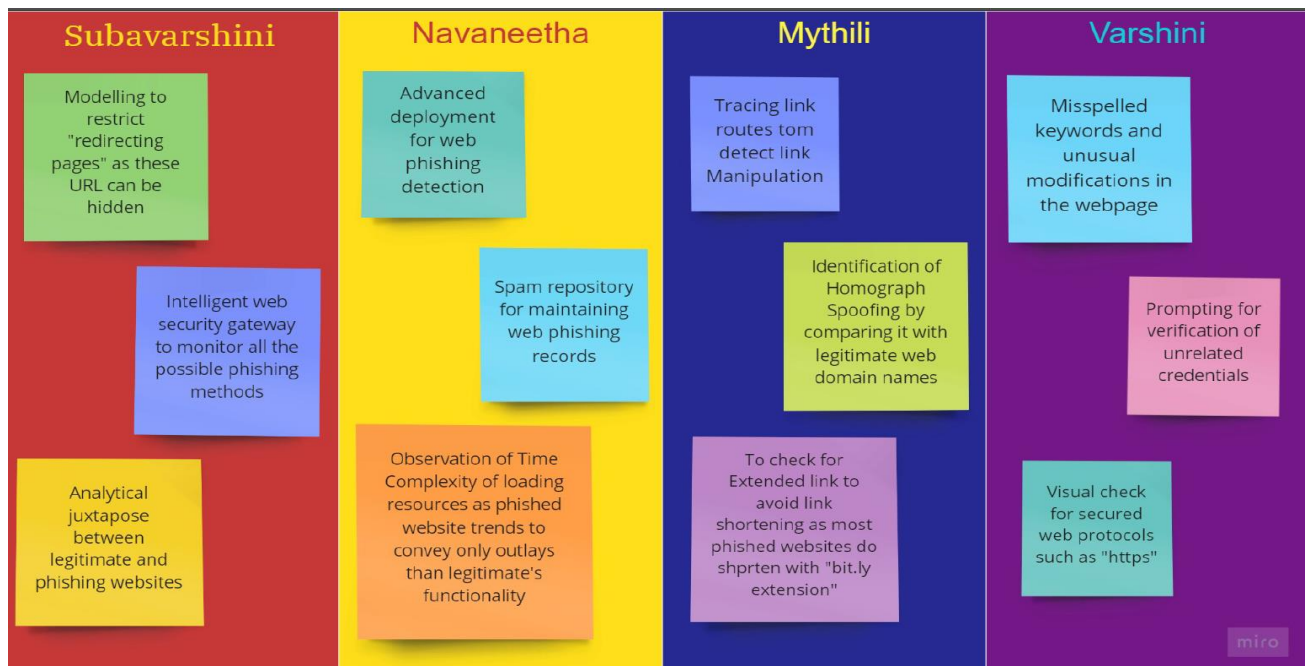 Subavarshini
Modelling to
restrict
"redirecting
pages" as these
URL can be
hidden
Intelligent web
security gateway
to monitor all the
possible phishing
methods
Analytical
juxtapose
between
legitimate and
phishing websites
Navaneetha
Advanced
deployment
for web
phishing
detection
Spam repository
for maintaining
web phishing
records
Observation of Time
Complexity of loading
resources as phished
website trends to
convey only outlays
than legitimate's
functionality
Mythili
Tracing link
routes tom
detect link
Manipulation
Identification of
Homograph
Spoofing by
comparing it with
legitimate web
domain names
To check for
Extended link to
avoid link
shortening as most
phished websites do
shprten with "bit.ly
extension"
Varshini
Misspelled
keywords and
unusual
modifications in
the webpage
Prompting for
verification of
unrelated
credentials
Visual check
for secured
web protocols
such as "https"
miro